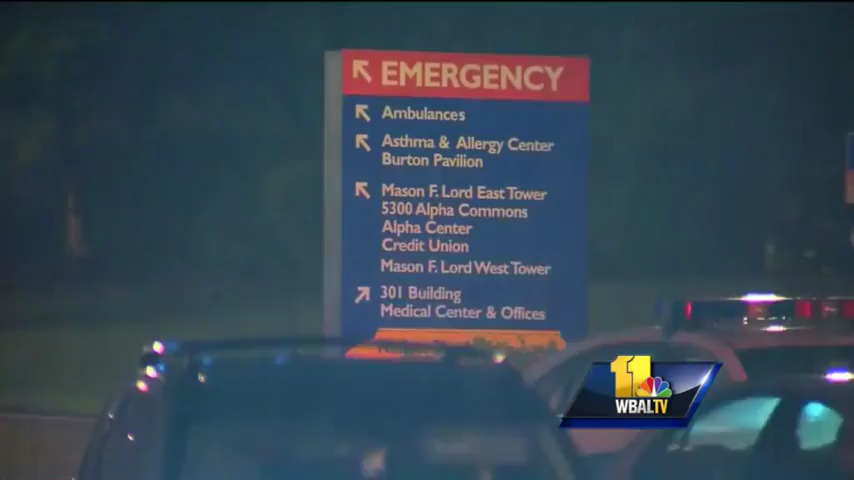 EMERGENCY
Ambulances
Asthma & Allergy Center
Burton Pavilion
Mason F. Lord East Tower
5300 Alpha Commons
Alpha Center
Credit Union
Mason F. Lord West Tower
301 Building
Medical Center & Offices
11
WBALTV